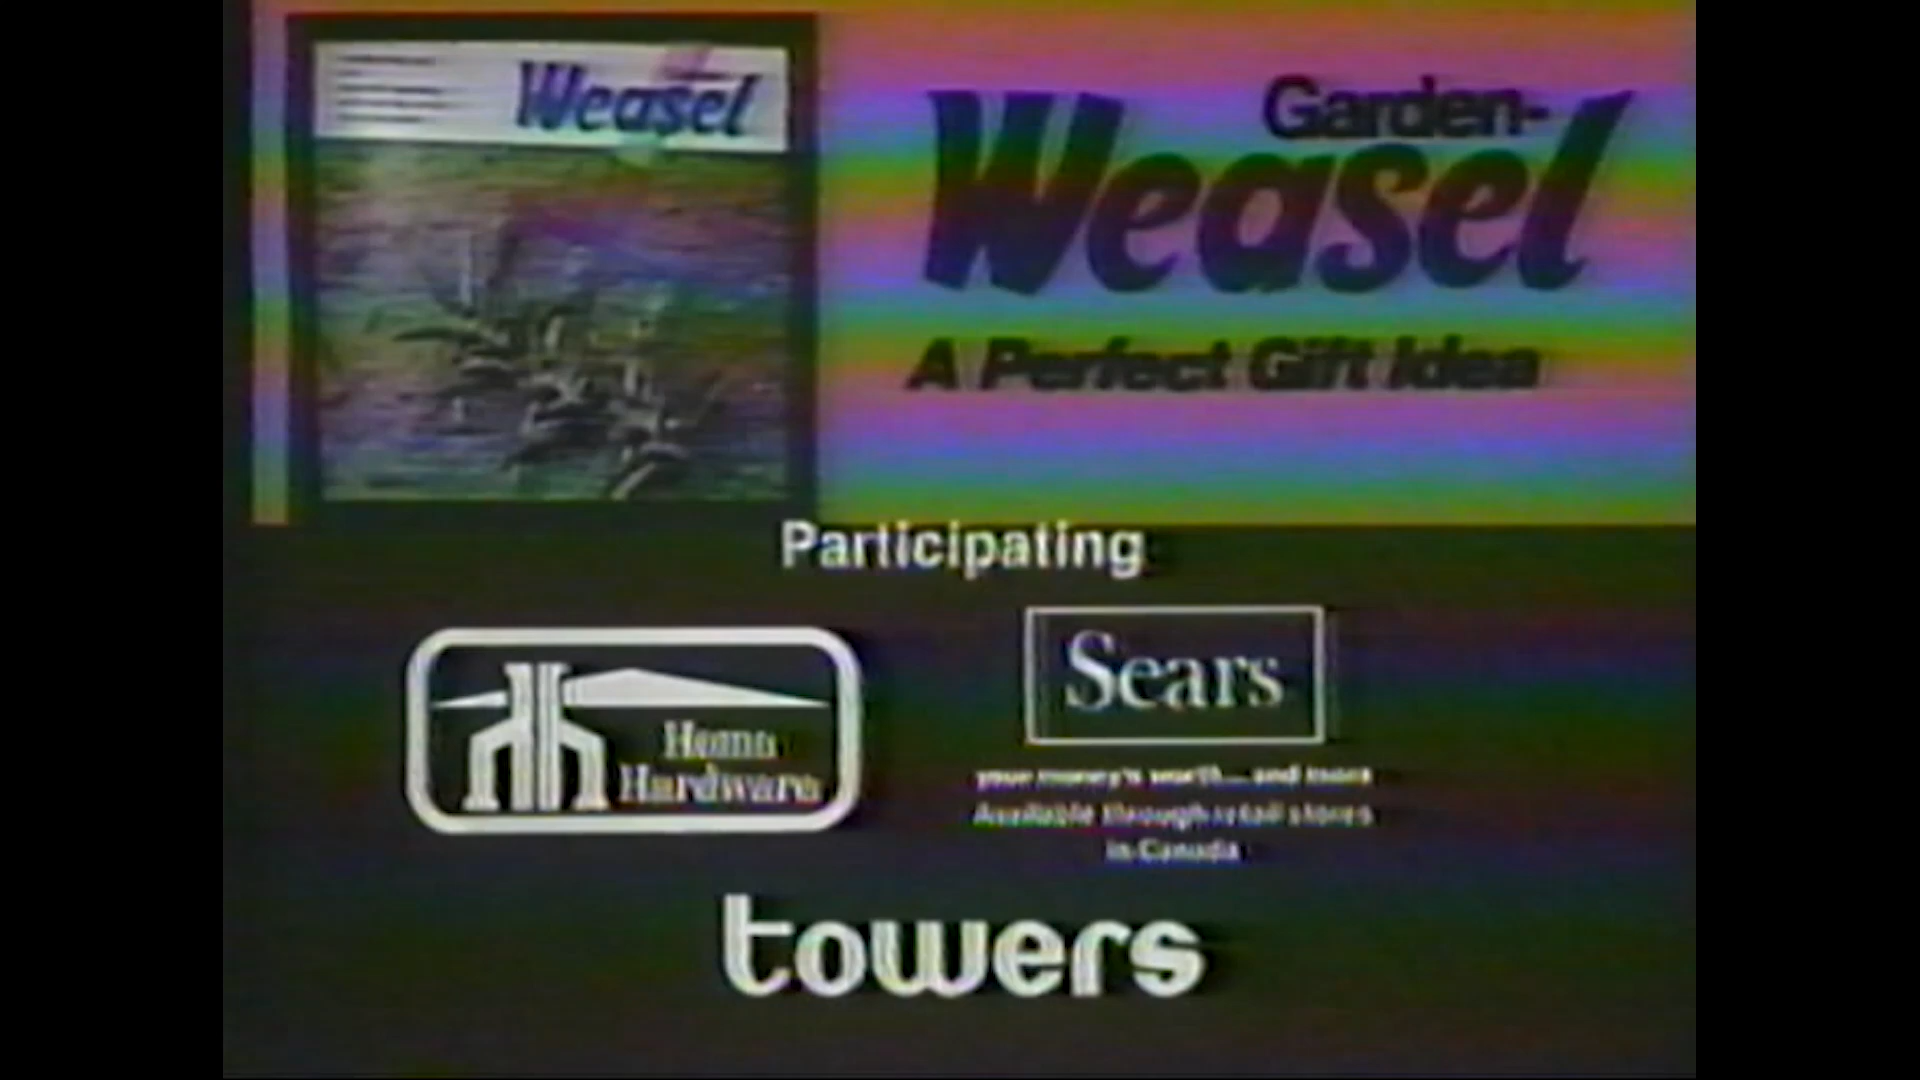 Weasel
Garden-
Weasel
A Perfect Gift Idea
Participating
Home
Hardware
Sears
your money's worth... and more
Available through retail stores
in Canada
towers